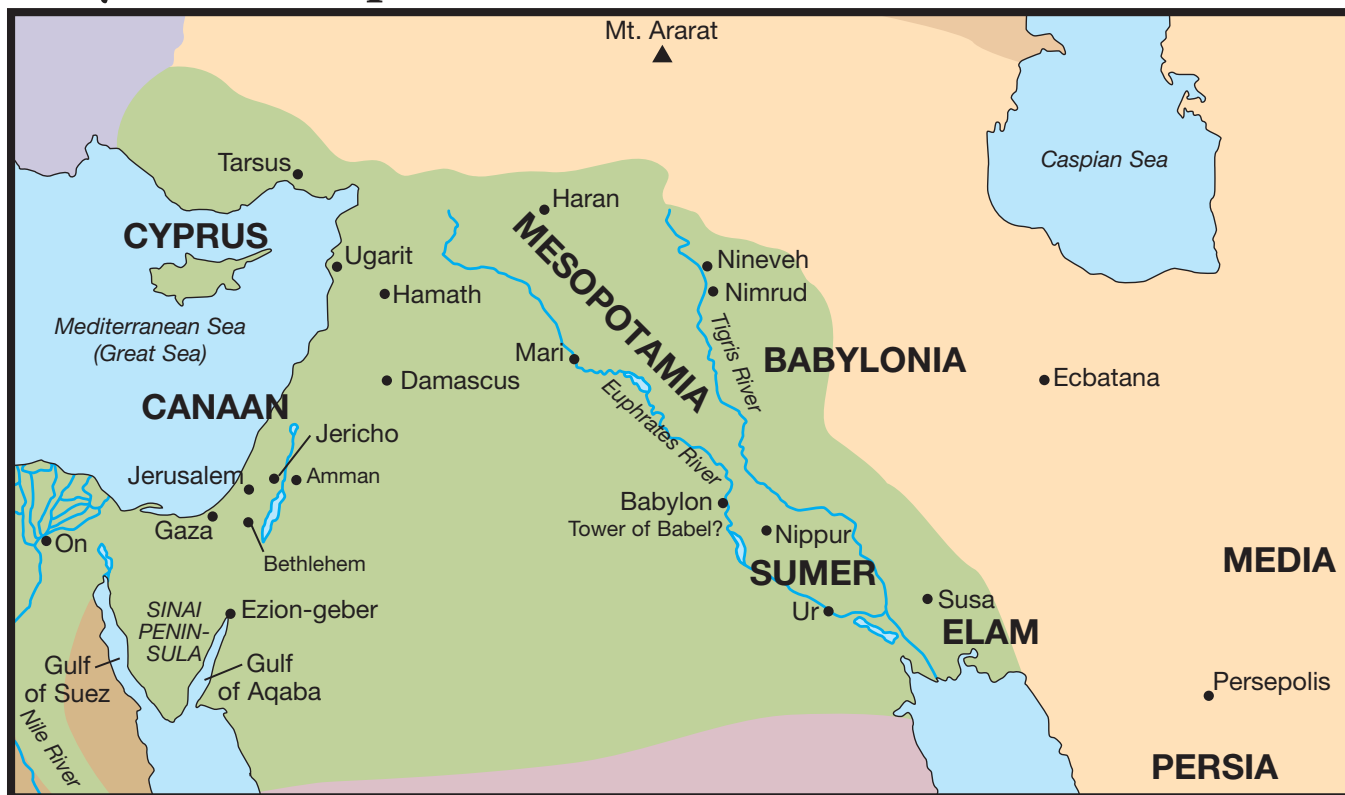 Mt. Ararat
Caspian Sea
Tarsus
Haran
CYPRUS
MESOPOTAMIA
Ugarit
Nineveh
Hamath
Nimrud
Mediterranean Sea
(Great Sea)
Tigris River
Mari
BABYLONIA
Damascus
Ecbatana
CANAAN
Euphrates River
Jericho
Jerusalem
Amman
Babylon
Tower of Babel?
Gaza
Nippur
On
Bethlehem
MEDIA
SUMER
SINAI
PENIN-
SULA
Ezion-geber
Ur
Susa
ELAM
Gulf
of Suez
Gulf
of Aqaba
Persepolis
Nile River
PERSIA